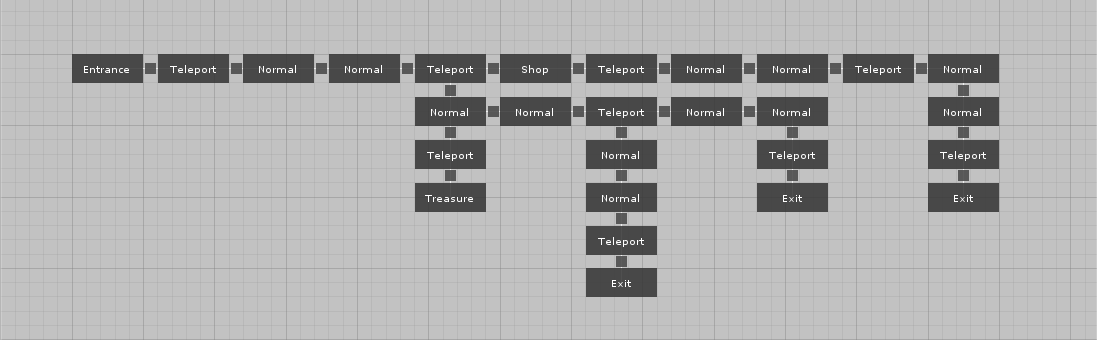 Entrance Teleport Normal Normal Teleport Shop Teleport Normal Normal Teleport Normal
Normal Normal Teleport Normal Normal Normal
Teleport Normal Teleport Teleport
Treasure Normal Exit Exit
Teleport
Exit